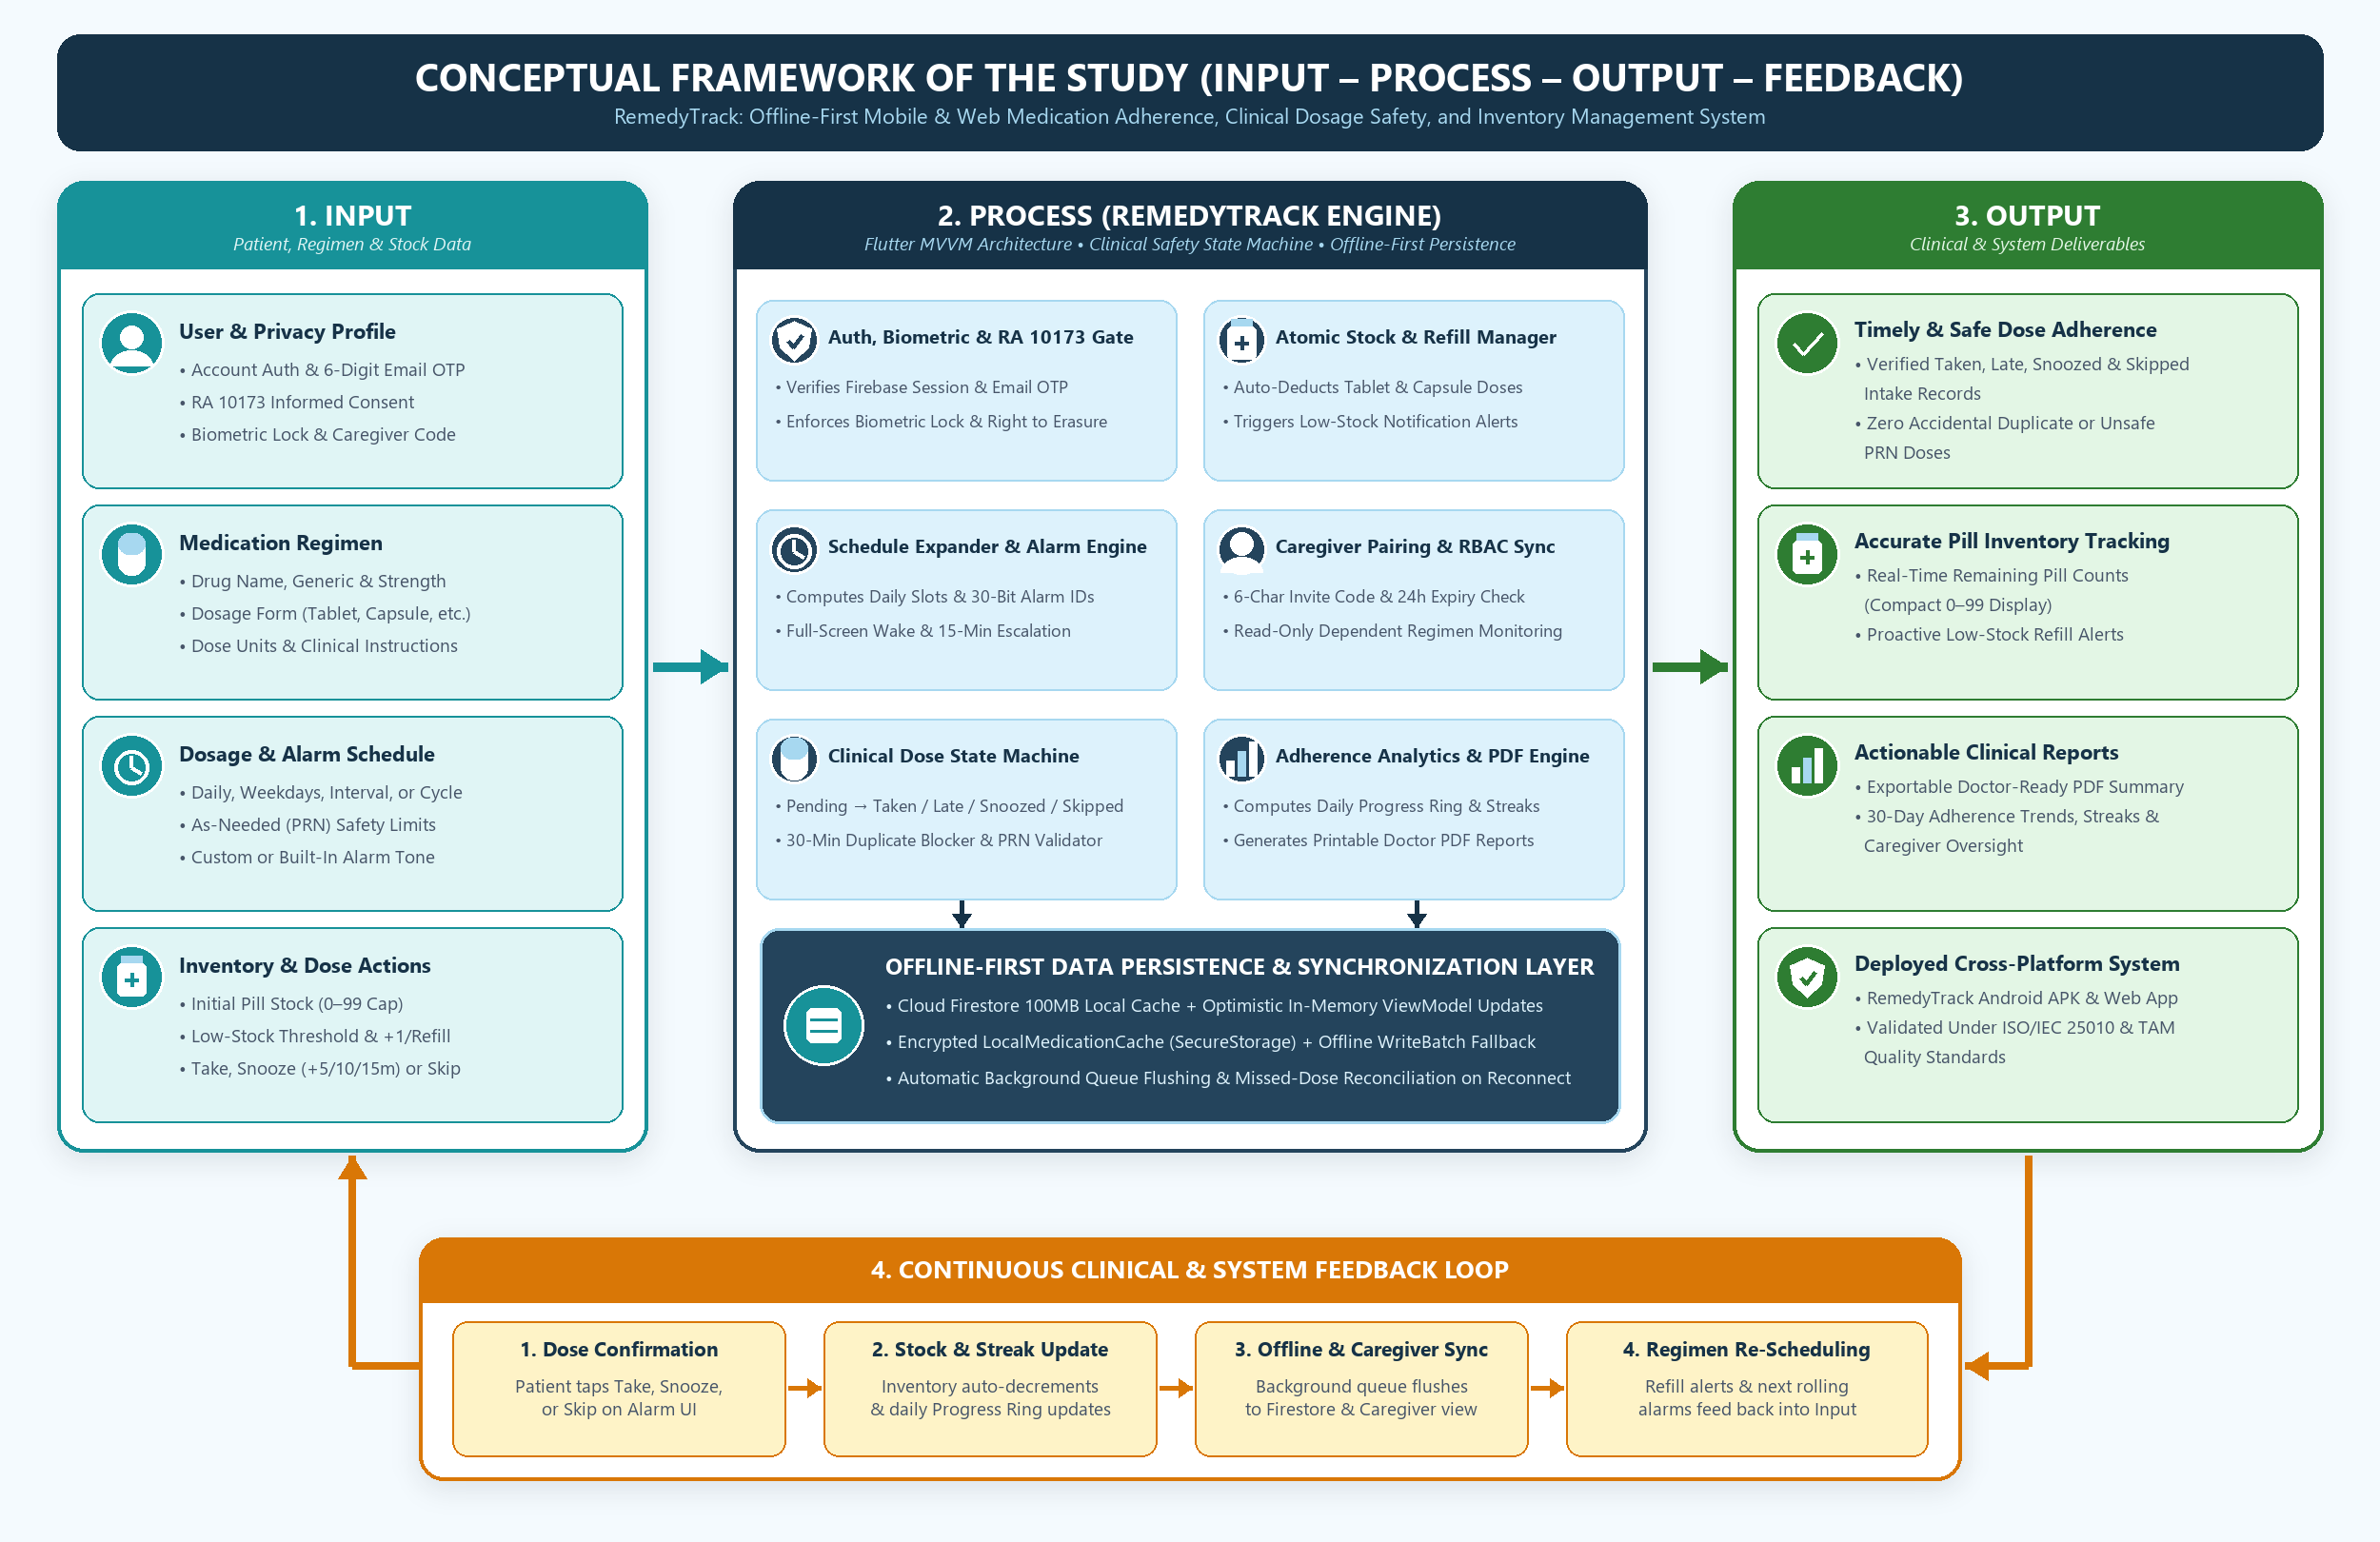 CONCEPTUAL FRAMEWORK OF THE STUDY (INPUT – PROCESS – OUTPUT – FEEDBACK)
RemedyTrack: Offline-First Mobile & Web Medication Adherence, Clinical Dosage Safety, and Inventory Management System
1. INPUT
Patient, Regimen & Stock Data
User & Privacy Profile
• Account Auth & 6-Digit Email OTP
• RA 10173 Informed Consent
• Biometric Lock & Caregiver Code
Medication Regimen
• Drug Name, Generic & Strength
• Dosage Form (Tablet, Capsule, etc.)
• Dose Units & Clinical Instructions
Dosage & Alarm Schedule
• Daily, Weekdays, Interval, or Cycle
• As-Needed (PRN) Safety Limits
• Custom or Built-In Alarm Tone
Inventory & Dose Actions
• Initial Pill Stock (0–99 Cap)
• Low-Stock Threshold & +1/Refill
• Take, Snooze (+5/10/15m) or Skip
2. PROCESS (REMEDYTRACK ENGINE)
Flutter MVVM Architecture • Clinical Safety State Machine • Offline-First Persistence
Auth, Biometric & RA 10173 Gate
• Verifies Firebase Session & Email OTP
• Enforces Biometric Lock & Right to Erasure
Atomic Stock & Refill Manager
• Auto-Deducts Tablet & Capsule Doses
• Triggers Low-Stock Notification Alerts
Schedule Expander & Alarm Engine
• Computes Daily Slots & 30-Bit Alarm IDs
• Full-Screen Wake & 15-Min Escalation
Caregiver Pairing & RBAC Sync
• 6-Char Invite Code & 24h Expiry Check
• Read-Only Dependent Regimen Monitoring
Clinical Dose State Machine
• Pending → Taken / Late / Snoozed / Skipped
• 30-Min Duplicate Blocker & PRN Validator
Adherence Analytics & PDF Engine
• Computes Daily Progress Ring & Streaks
• Generates Printable Doctor PDF Reports
OFFLINE-FIRST DATA PERSISTENCE & SYNCHRONIZATION LAYER
• Cloud Firestore 100MB Local Cache + Optimistic In-Memory ViewModel Updates
• Encrypted LocalMedicationCache (SecureStorage) + Offline WriteBatch Fallback
• Automatic Background Queue Flushing & Missed-Dose Reconciliation on Reconnect
3. OUTPUT
Clinical & System Deliverables
Timely & Safe Dose Adherence
• Verified Taken, Late, Snoozed & Skipped
Intake Records
• Zero Accidental Duplicate or Unsafe
PRN Doses
Accurate Pill Inventory Tracking
• Real-Time Remaining Pill Counts
(Compact 0–99 Display)
• Proactive Low-Stock Refill Alerts
Actionable Clinical Reports
• Exportable Doctor-Ready PDF Summary
• 30-Day Adherence Trends, Streaks &
Caregiver Oversight
Deployed Cross-Platform System
• RemedyTrack Android APK & Web App
• Validated Under ISO/IEC 25010 & TAM
Quality Standards
4. CONTINUOUS CLINICAL & SYSTEM FEEDBACK LOOP
1. Dose Confirmation
Patient taps Take, Snooze,
or Skip on Alarm UI
2. Stock & Streak Update
Inventory auto-decrements
& daily Progress Ring updates
3. Offline & Caregiver Sync
Background queue flushes
to Firestore & Caregiver view
4. Regimen Re-Scheduling
Refill alerts & next rolling
alarms feed back into Input